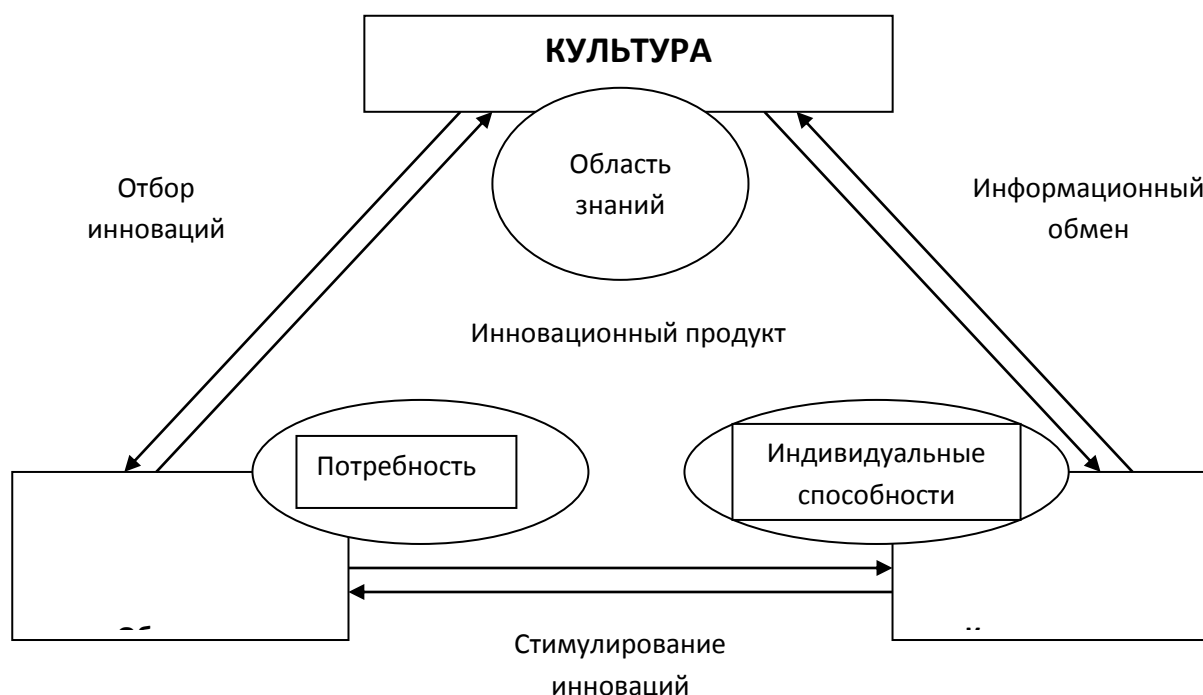 КУЛЬТУРА
Область
знаний
Отбор
инноваций
Информационный
обмен
Инновационный продукт
Потребность
Индивидуальные
способности
Стимулирование
инноваций